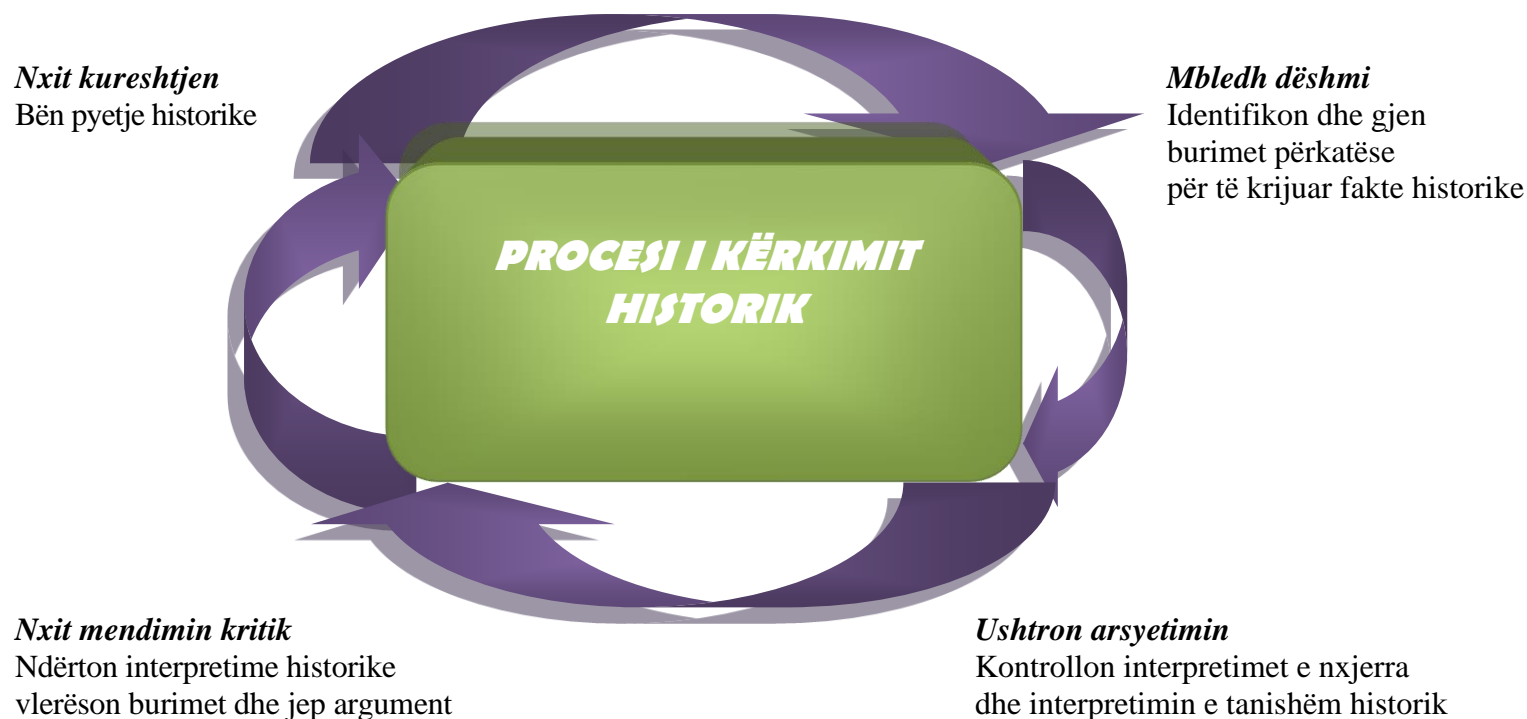 Nxit kureshtjen
Bën pyetje historike
Mbledh dëshmi
Identifikon dhe gjen
burimet përkatëse
për të krijuar fakte historike
PROCESI I KËRKIMIT
HISTORIK
Nxit mendimin kritik
Ndërton interpretime historike
vlerëson burimet dhe jep argument
Ushtron arsyetimin
Kontrollon interpretimet e nxjerra
dhe interpretimin e tanishëm historik